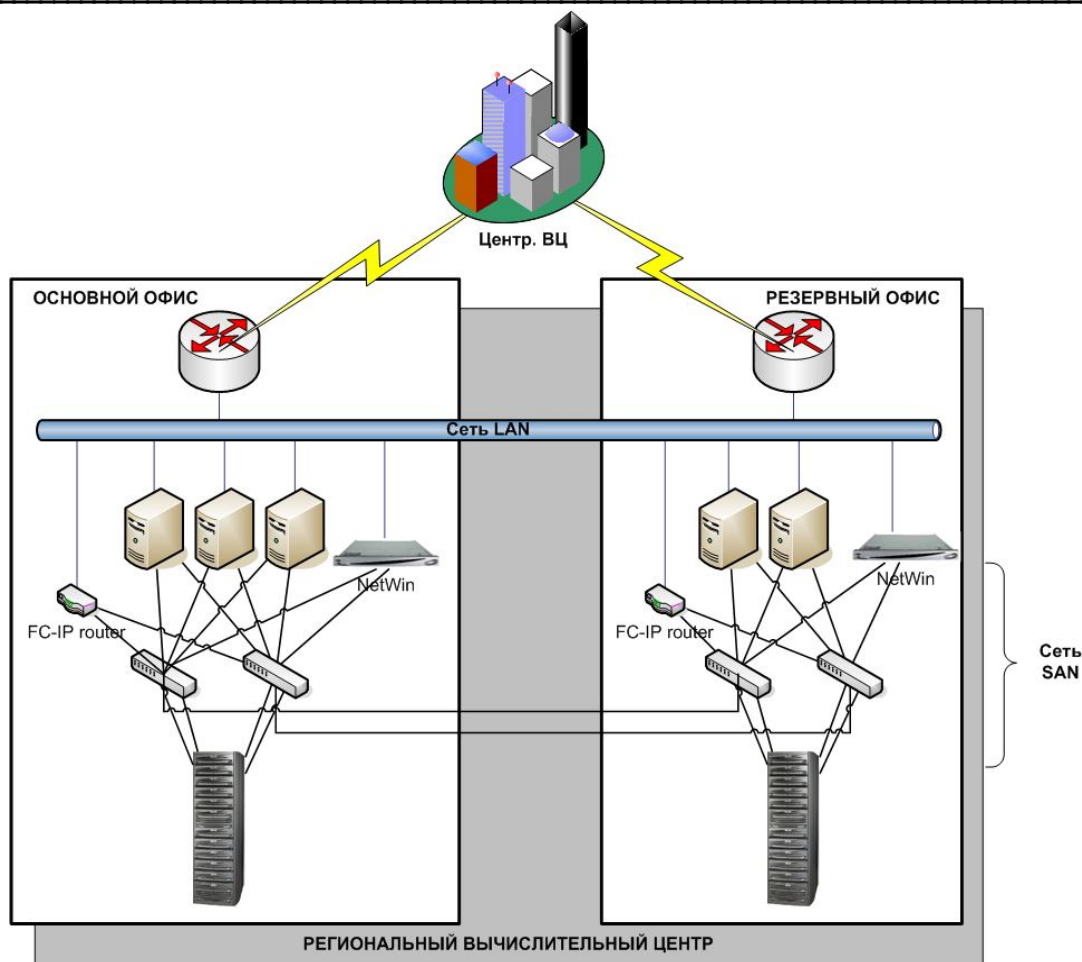 Центр. ВЦ
ОСНОВНОЙ ОФИС
РЕЗЕРВНЫЙ ОФИС
Сеть LAN
NetWin
NetWin
FC-IP router
FC-IP router
Сеть
SAN
РЕГИОНАЛЬНЫЙ ВЫЧИСЛИТЕЛЬНЫЙ ЦЕНТР